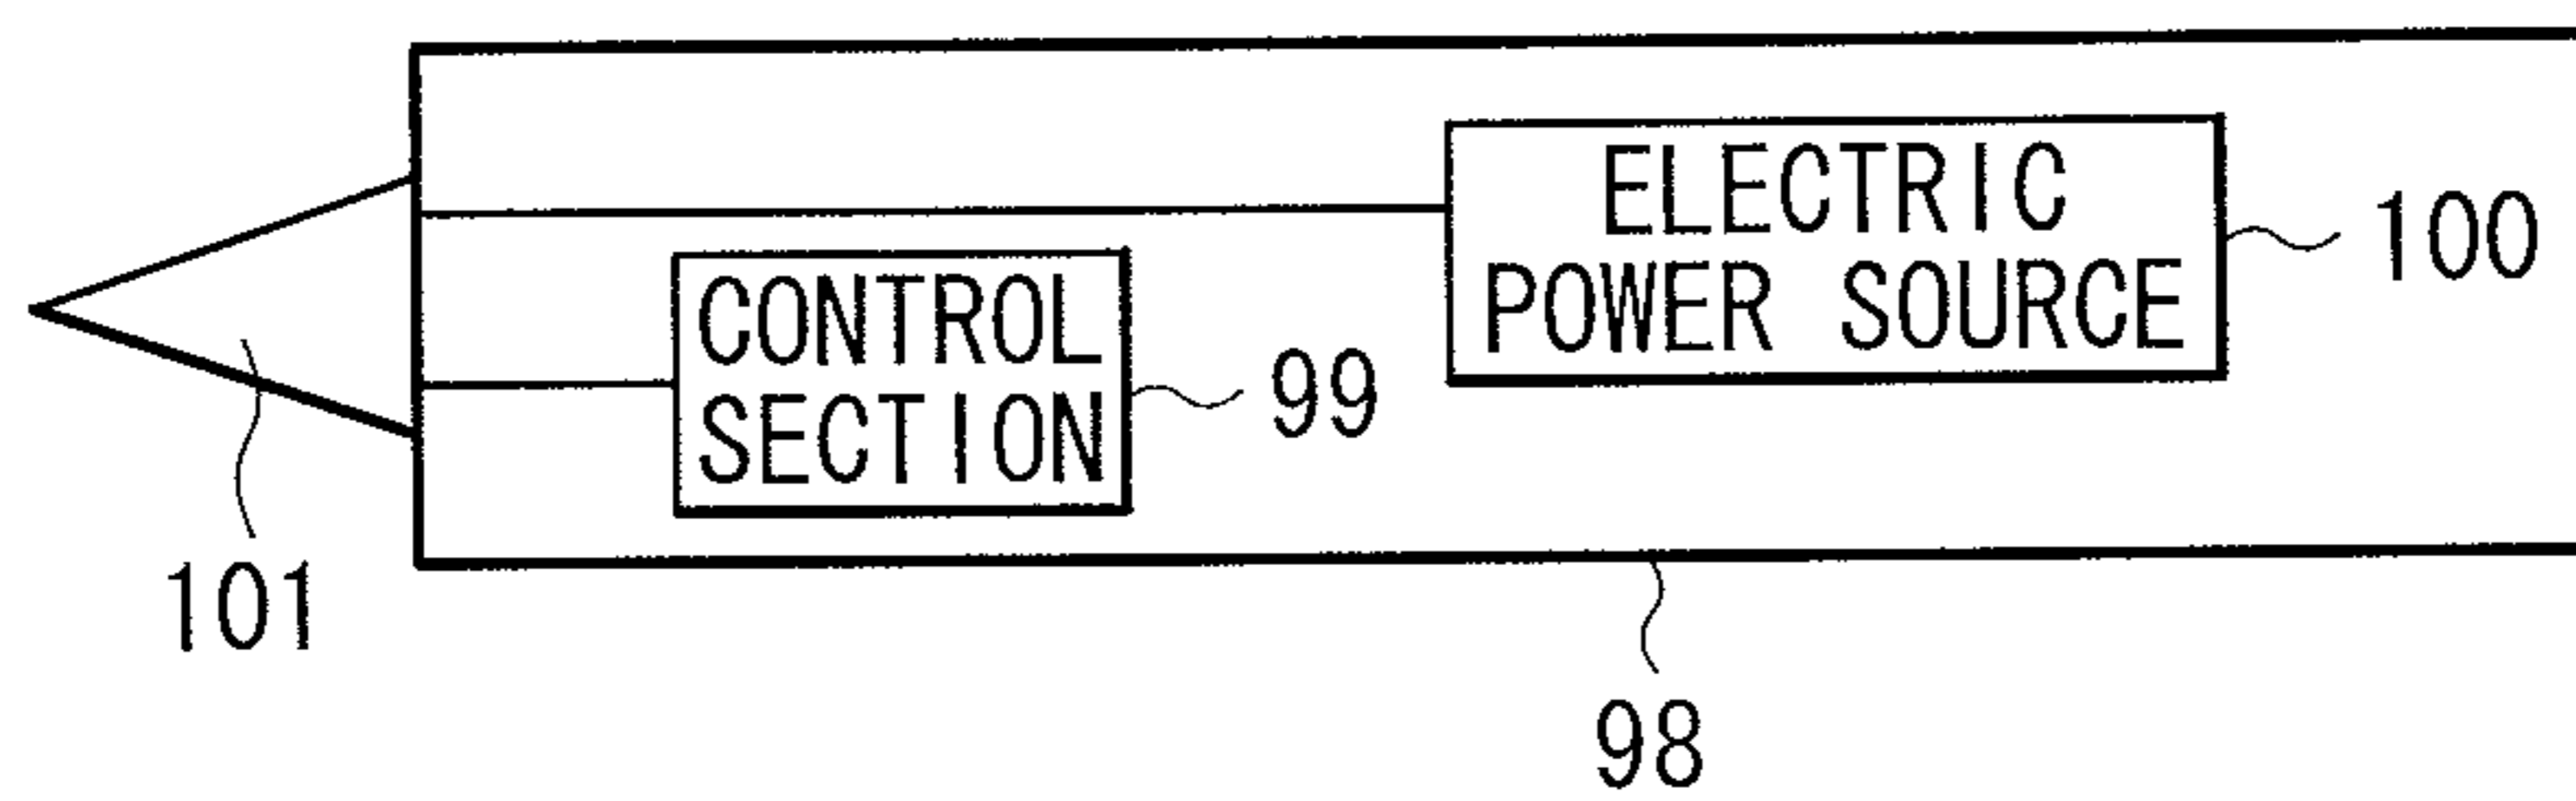 ELECTRIC
POWER SOURCE
100
CONTROL
SECTION
99
101
98